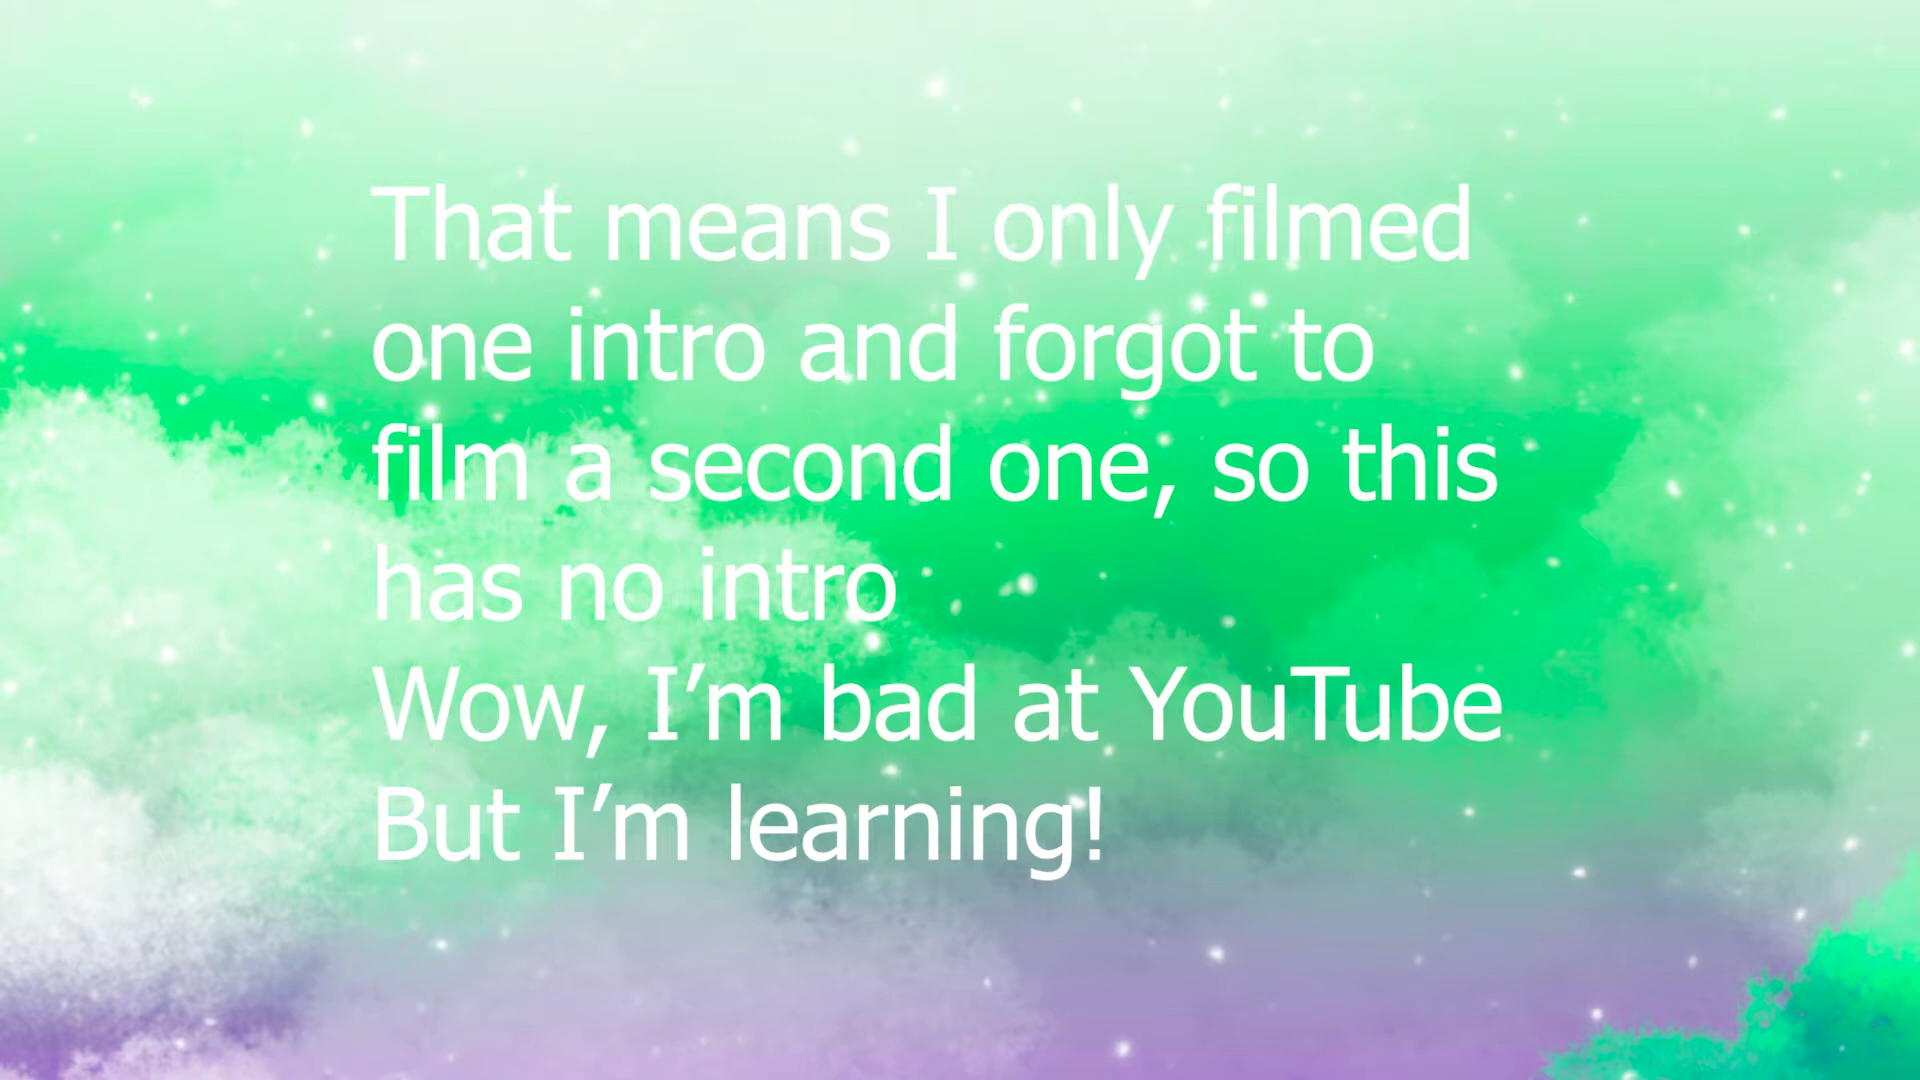 That means I only filmed
one intro and forgot to
film a second one, so this
has no intro
Wow, I’m bad at YouTube
But I’m learning!